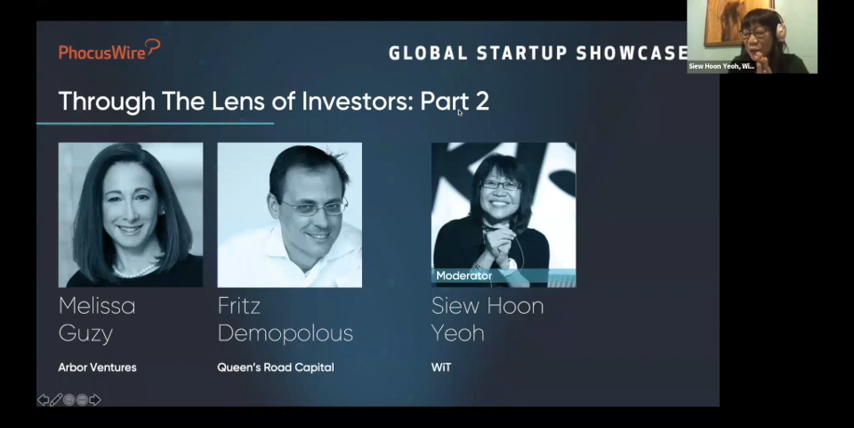 PhocusWire
GLOBAL STARTUP SHOWCASE
Siew Hoon Yeoh, Wi...
Through The Lens of Investors: Part 2
Moderator
Melissa
Guzy
Fritz
Demopolous
Siew Hoon
Yeoh
Arbor Ventures
Queen's Road Capital
WiT